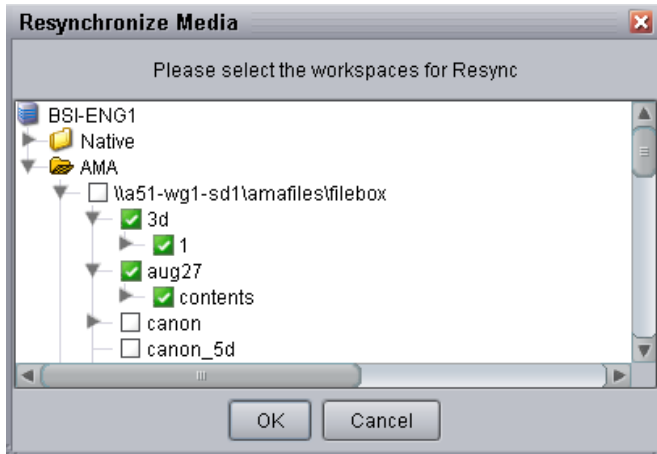 Resynchronize Media
Please select the workspaces for Resync
BSI-ENG1
Native
AMA
\\a51-wg1-sd1\amafiles\filebox
3d
1
aug27
contents
canon
canon_5d
OK
Cancel